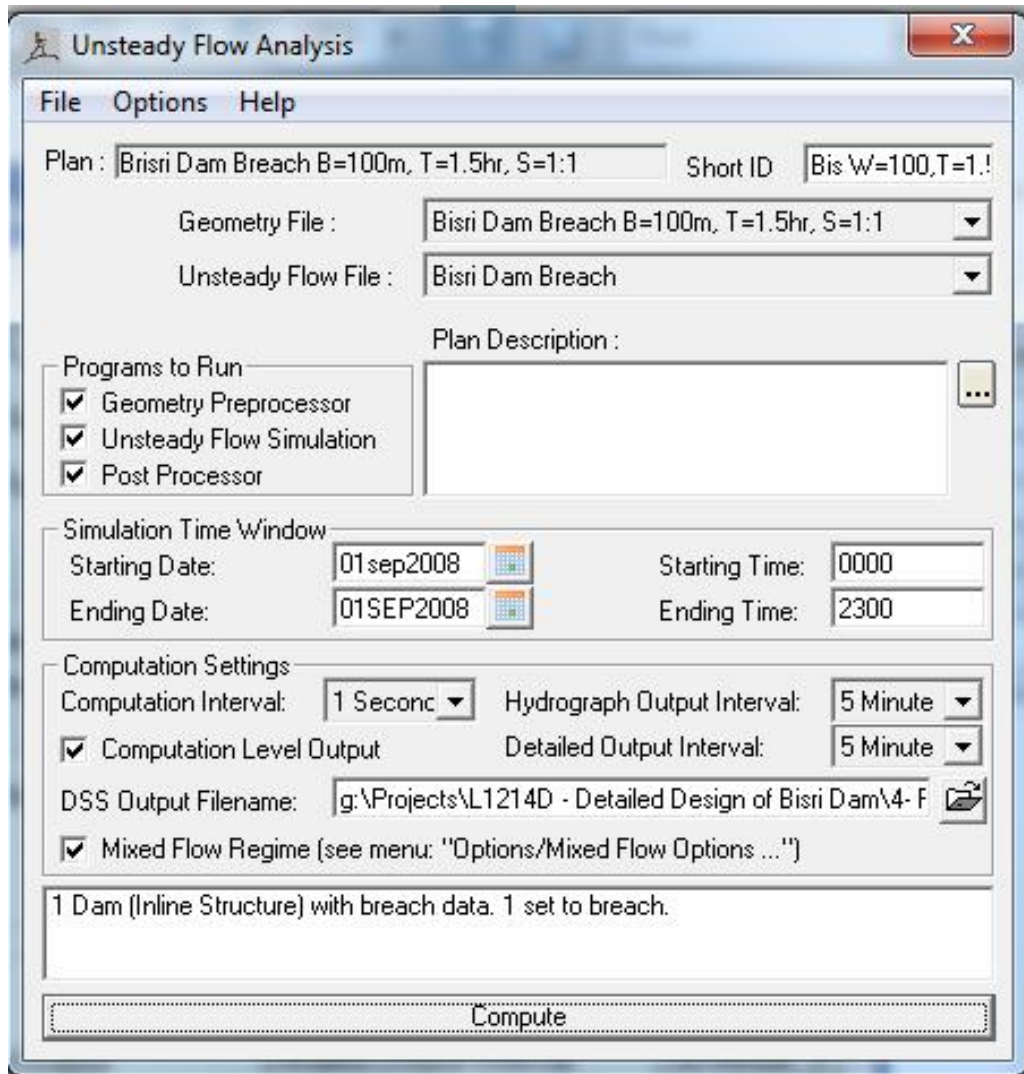 Unsteady Flow Analysis
File Options Help
Plan : Brisri Dam Breach B=100m, T=1.5hr, S=1:1 Short ID Bis W=100,T=1.5
Geometry File : Bisri Dam Breach B=100m, T=1.5hr, S=1:1
Unsteady Flow File : Bisri Dam Breach
Plan Description :
Programs to Run
Geometry Preprocessor
Unsteady Flow Simulation
Post Processor
...
Simulation Time Window
Starting Date: 01sep2008 Starting Time: 0000
Ending Date: 01SEP2008 Ending Time: 2300
Computation Settings
Computation Interval: 1 Second Hydrograph Output Interval: 5 Minute
Computation Level Output Detailed Output Interval: 5 Minute
DSS Output Filename: g:\Projects\L1214D - Detailed Design of Bisri Dam\4-
Mixed Flow Regime (see menu: "Options/Mixed Flow Options ...")
1 Dam (Inline Structure) with breach data. 1 set to breach.
Compute